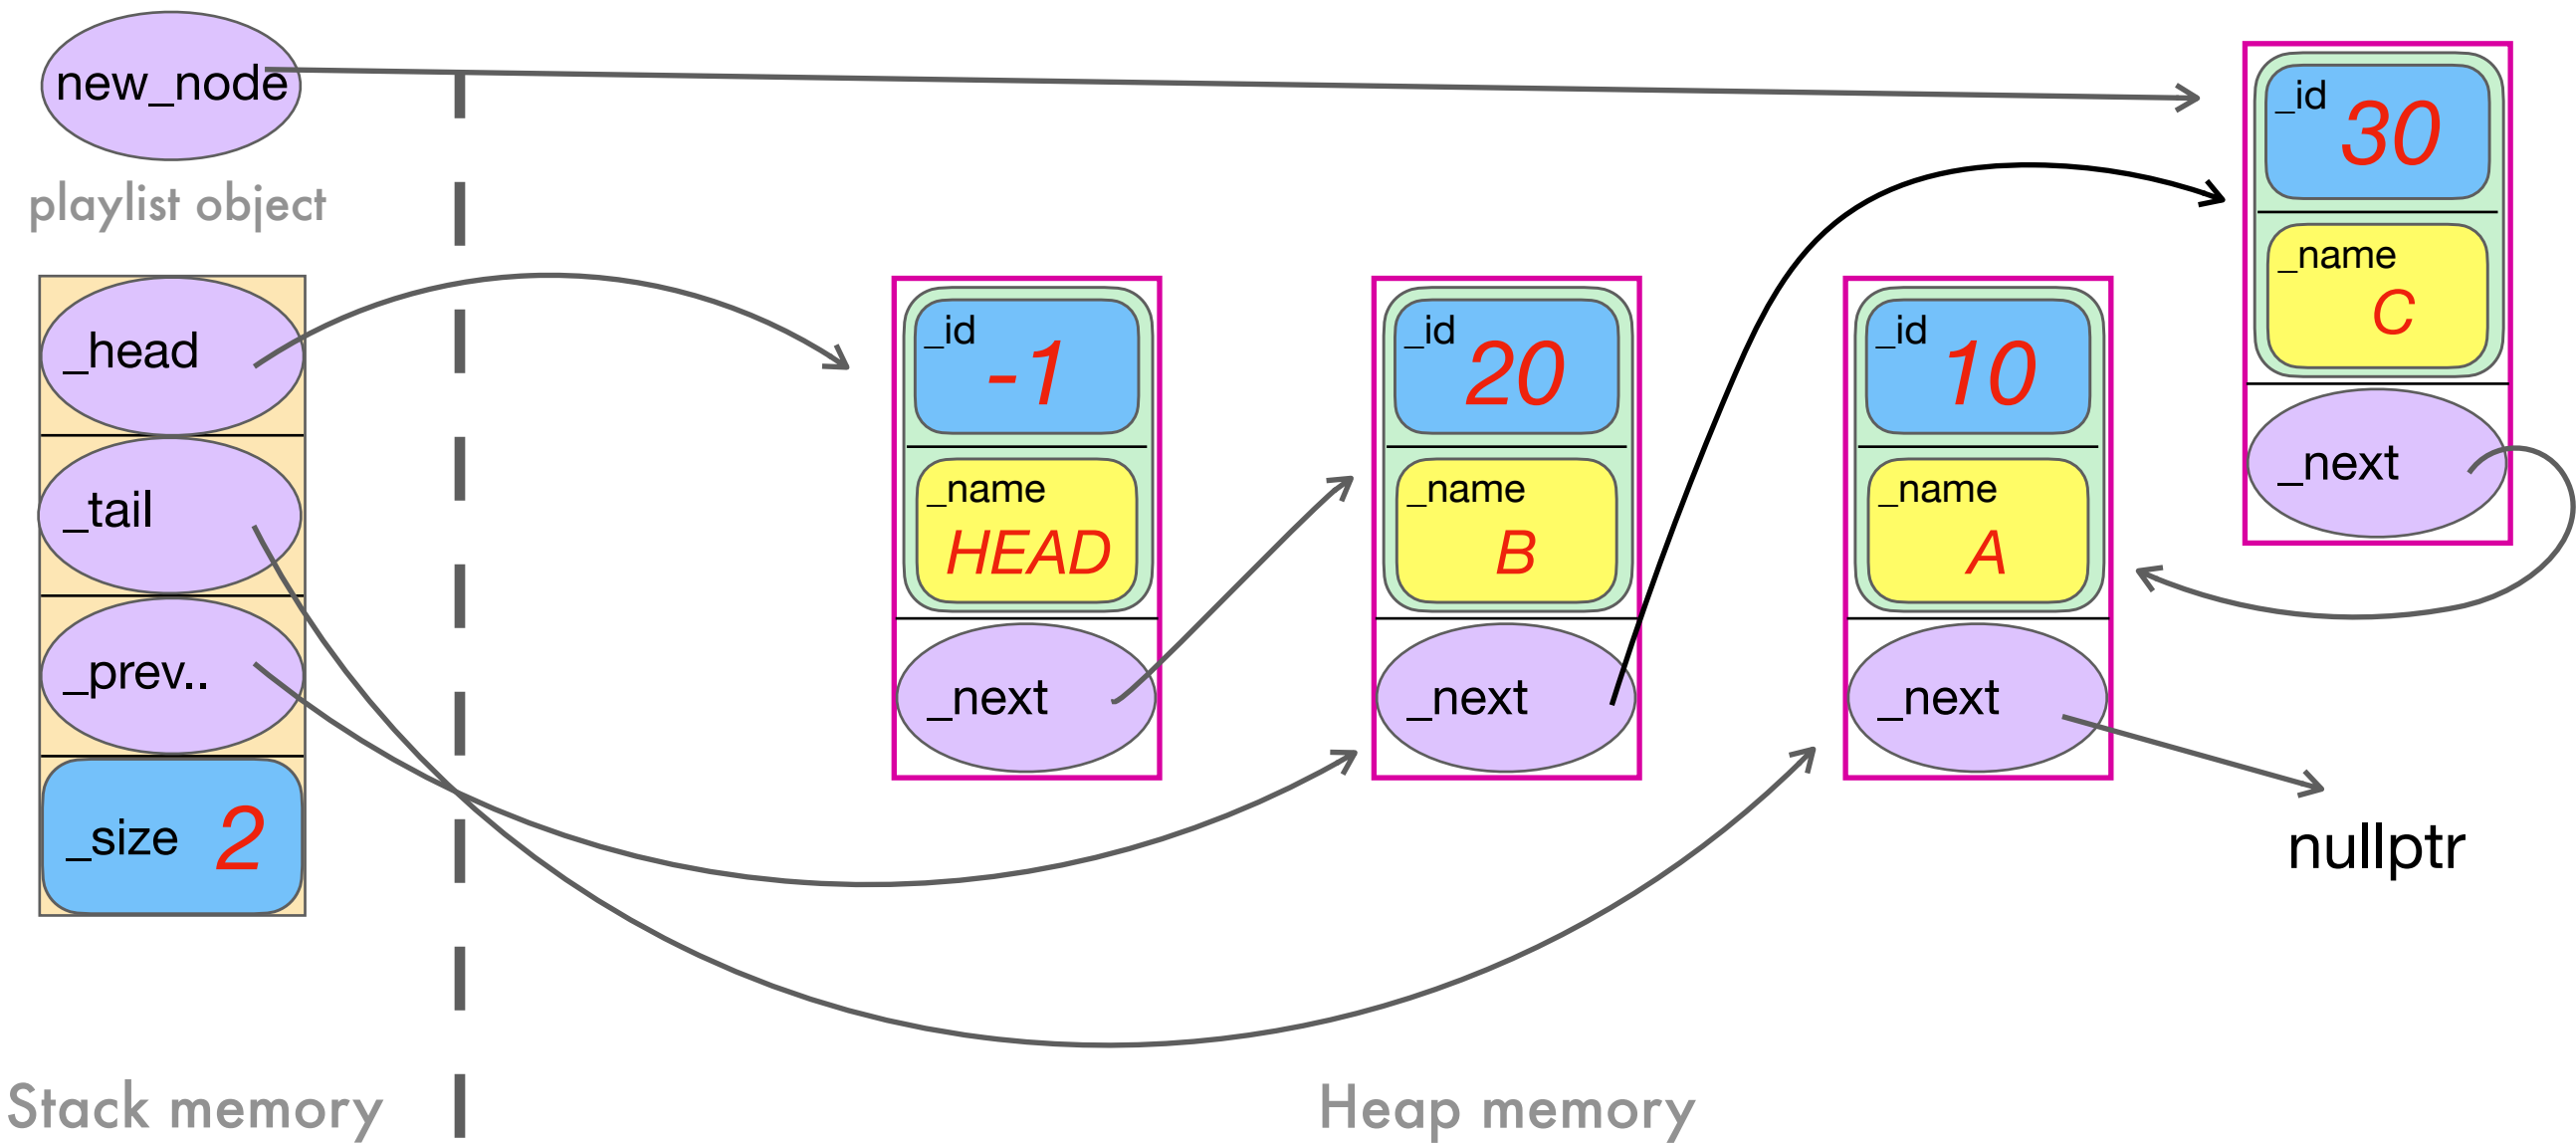 new_node
playlist object
_head
_tail
_prev..
_size 2
_id -1
_name
HEAD
_next
_id 20
_name
B
_next
_id 10
_name
A
_next
_id 30
_name
C
_next
nullptr
Stack memory
Heap memory